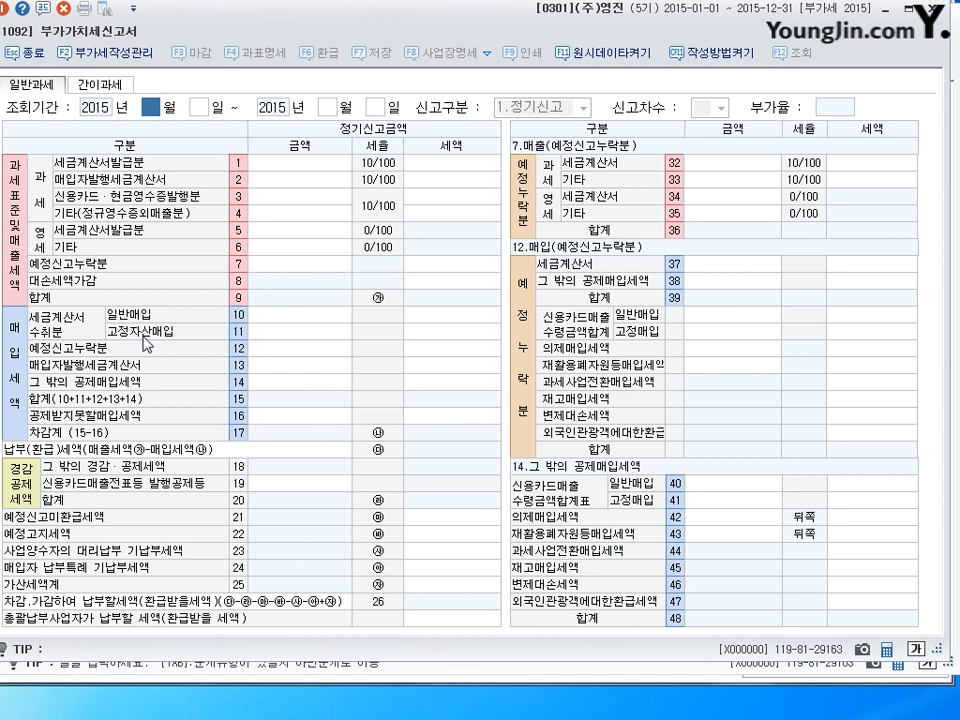 [0301](주)영진 (5기) 2015-01-01 ~ 2015-12-31 [부가세 2015]
1092] 부가가치세신고서
Younglin.com Y.
Esc 종료 F2 부가세작성관리 F3 마감 F4 과표명세 F6 환급 F7 저장 F8 사업장명세 F9 인쇄 F11 원시데이타켜기 CF11 작성방법켜기 F12 조회
일반과세 간이과세
조회기간 : 2015 년 월 일 ~ 2015 년 월 일 신고구분 : 1.정기신고 신고차수 : 부가율 :
정기신고금액
구분 금액 세율 세액
과세표준및매출세액
과세 세금계산서발급분 1 10/100
매입자발행세금계산서 2 10/100
신용카드·현금영수증발행분 3 10/100
기타(정규영수증외매출분) 4
영세 세금계산서발급분 5 0/100
기타 6 0/100
예정신고누락분 7
대손세액가감 8
합계 9 ㉮
매입세액
세금계산서 수취분 일반매입 10
고정자산매입 11
예정신고누락분 12
매입자발행세금계산서 13
그 밖의 공제매입세액 14
합계(10+11+12+13+14) 15
공제받지못할매입세액 16
차감계 (15-16) 17 ㉯
납부(환급)세액(매출세액㉮-매입세액㉯) ㉰
경감공제세액
그 밖의 경감·공제세액 18
신용카드매출전표등 발행공제등 19
합계 20 ㉱
예정신고미환급세액 21 ㉲
예정고지세액 22 ㉳
사업양수자의 대리납부 기납부세액 23 ㉴
매입자 납부특례 기납부세액 24 ㉵
가산세액계 25 ㉶
차감.가감하여 납부할세액(환급받을세액)(㉰-㉱-㉲-㉳-㉴-㉵+㉶) 26
총괄납부사업자가 납부할 세액(환급받을 세액)
구분 금액 세율 세액
7.매출(예정신고누락분)
예정누락분
과세 세금계산서 32 10/100
기타 33 10/100
영세 세금계산서 34 0/100
기타 35 0/100
합계 36
12.매입(예정신고누락분)
예정누락분
세금계산서 37
그 밖의 공제매입세액 38
합계 39
신용카드매출 수령금액합계 일반매입
고정매입
의제매입세액
재활용폐자원등매입세액
과세사업전환매입세액
재고매입세액
변제대손세액
외국인관광객에대한환급
합계
14.그 밖의 공제매입세액
신용카드매출 수령금액합계표 일반매입 40
고정매입 41
의제매입세액 42 뒤쪽
재활용폐자원등매입세액 43 뒤쪽
과세사업전환매입세액 44
재고매입세액 45
변제대손세액 46
외국인관광객에대한환급세액 47
합계 48
TIP : [X000000] 119-81-29163 가